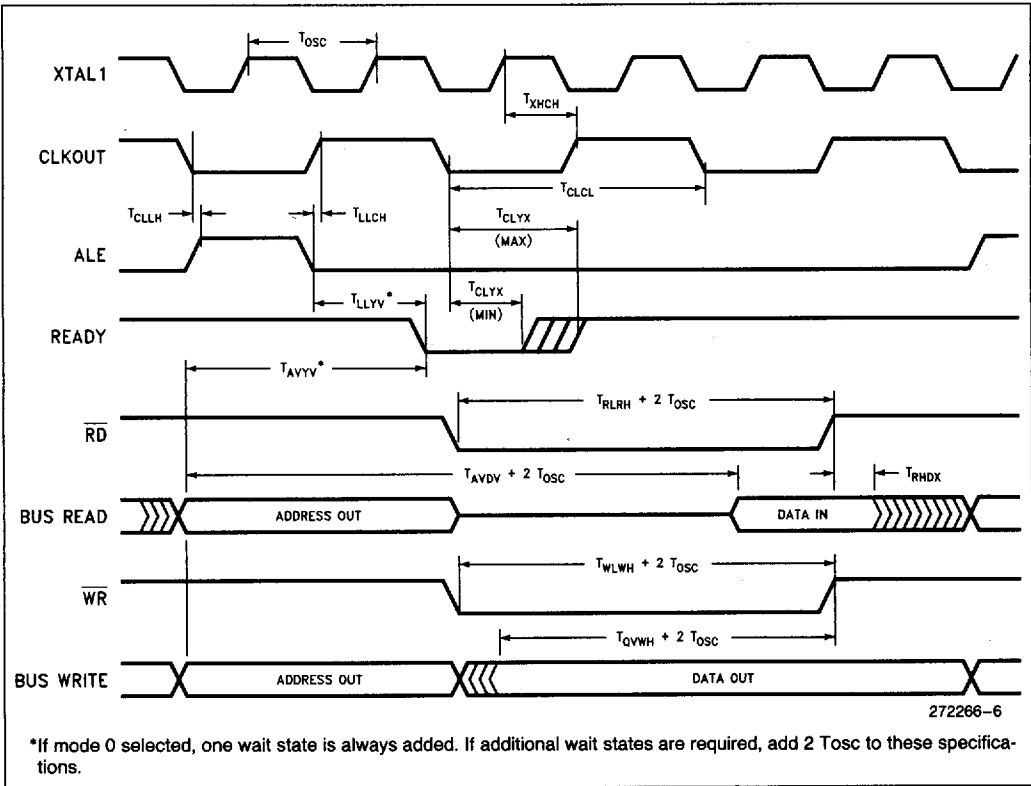 TOSC
XTAL1
TXHCH
CLKOUT
TCLCL
TCLLH
TLLCH
TCLYX
(MAX)
ALE
TLLYV*
TCLYX
(MIN)
READY
TAVYV*
TRLRH + 2 TOSC
RD
TAVDV + 2 TOSC
TRHDX
BUS READ
ADDRESS OUT
DATA IN
TWLWH + 2 TOSC
WR
TQVWH + 2 TOSC
BUS WRITE
ADDRESS OUT
DATA OUT
272266-6
*If mode 0 selected, one wait state is always added. If additional wait states are required, add 2 Tosc to these specifica-
tions.